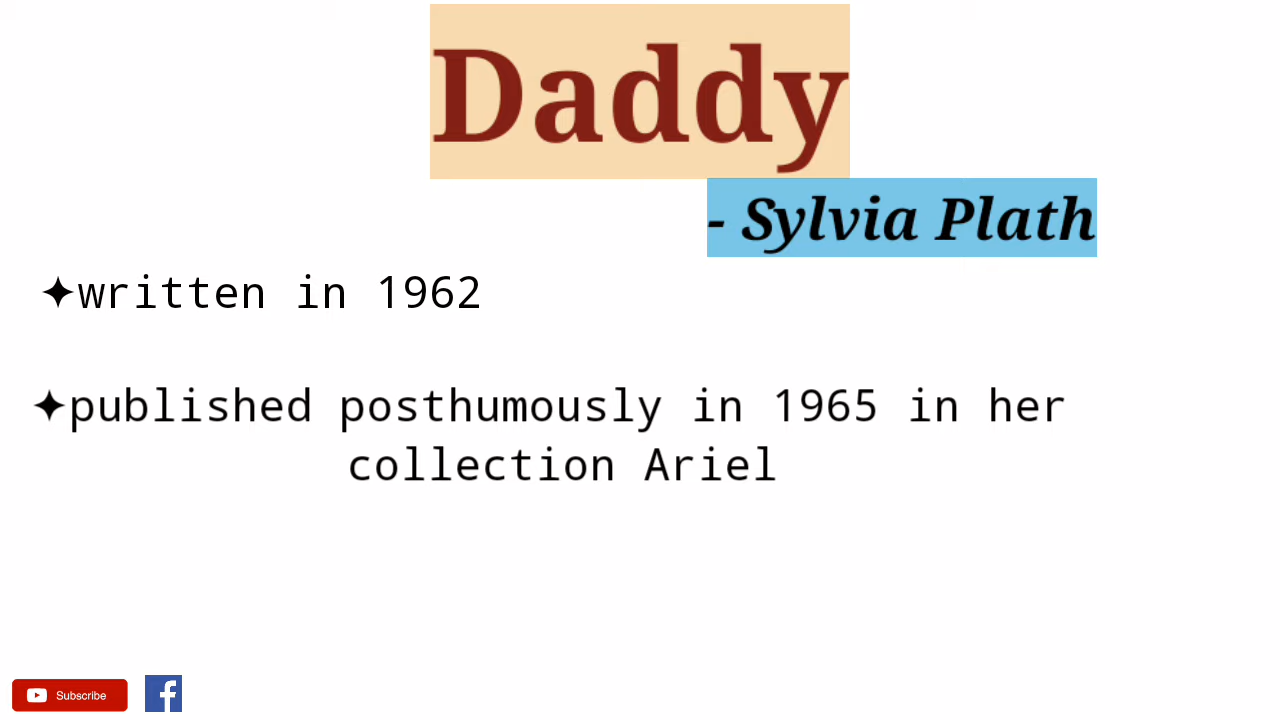 Daddy
- Sylvia Plath
✦written in 1962
✦published posthumously in 1965 in her
collection Ariel
Subscribe